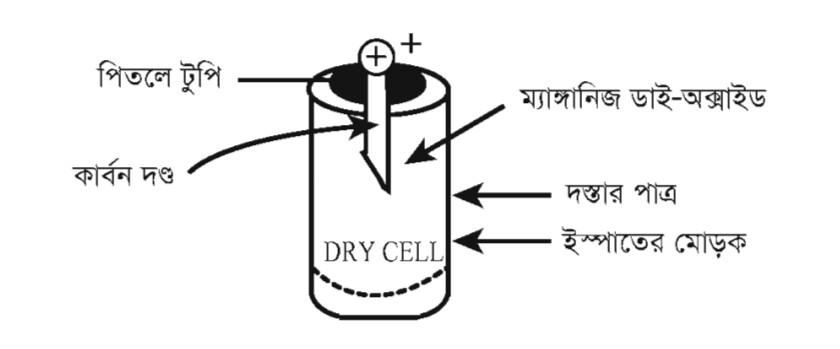 +
+
পিতলে টুপি
ম্যাঙ্গানিজ ডাই-অক্সাইড
কার্বন দণ্ড
দস্তার পাত্র
ইস্পাতের মোড়ক
DRY CELL